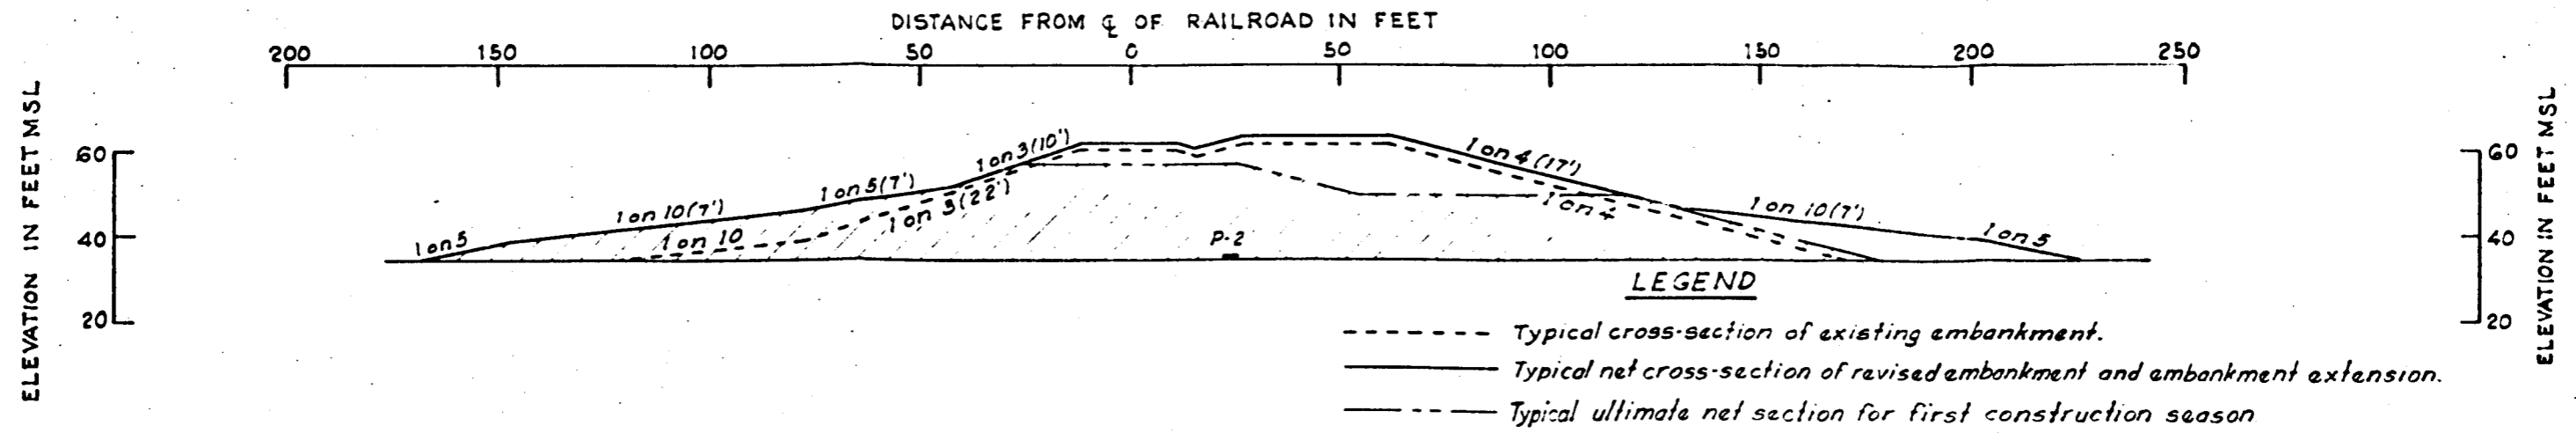 DISTANCE FROM ℄ OF RAILROAD IN FEET
200 150 100 50 0 50 100 150 200 250
ELEVATION IN FEET MSL
60
40
20
1 on 5
1 on 10(7')
1 on 5(7')
1 on 3(10')
1 on 10
1 on 3(22')
P-2
1 on 4(17')
1 on 4
1 on 10(7')
1 on 5
60
40
20
ELEVATION IN FEET MSL
LEGEND
Typical cross-section of existing embankment.
Typical net cross-section of revised embankment and embankment extension.
Typical ultimate net section for first construction season